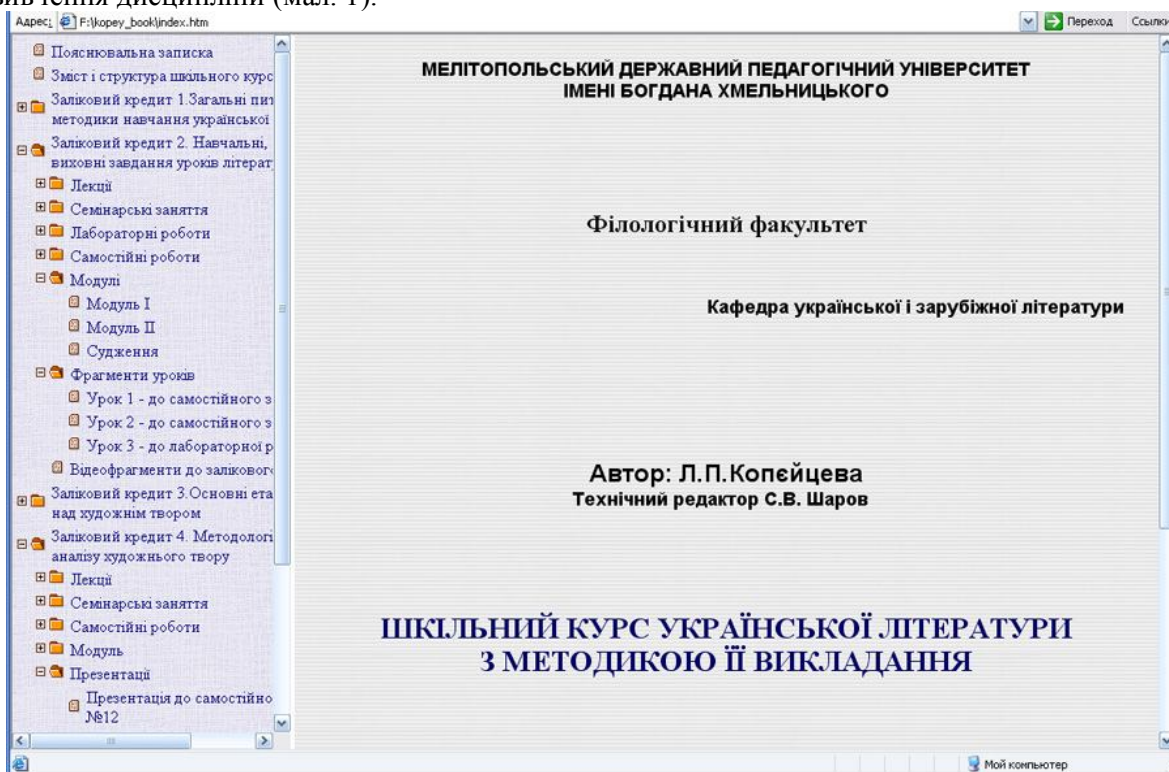 вивчення дисциплін (мал. 1).
Адрес: F:\kopey_book\index.htm
Переход
Пояснювальна записка
Зміст і структура шкільного курс
Заліковий кредит 1.Загальні пит
методики навчання української
Заліковий кредит 2. Навчальні,
виховні завдання уроків літерат
Лекції
Семінарські заняття
Лабораторні роботи
Самостійні роботи
Модулі
Модуль I
Модуль II
Судження
Фрагменти уроків
Урок 1 - до самостійного з
Урок 2 - до самостійного з
Урок 3 - до лабораторної р
Відеофрагменти до заліковог
Заліковий кредит 3.Основні ета
над художнім твором
Заліковий кредит 4. Методологі
аналізу художнього твору
Лекції
Семінарські заняття
Самостійні роботи
Модуль
Презентації
Презентація до самостійно
№12
МЕЛІТОПОЛЬСЬКИЙ ДЕРЖАВНИЙ ПЕДАГОГІЧНИЙ УНІВЕРСИТЕТ
ІМЕНІ БОГДАНА ХМЕЛЬНИЦЬКОГО
Філологічний факультет
Кафедра української і зарубіжної літератури
Автор: Л.П.Копєйцева
Технічний редактор С.В. Шаров
ШКІЛЬНИЙ КУРС УКРАЇНСЬКОЇ ЛІТЕРАТУРИ
З МЕТОДИКОЮ ЇЇ ВИКЛАДАННЯ
Мой компьютер